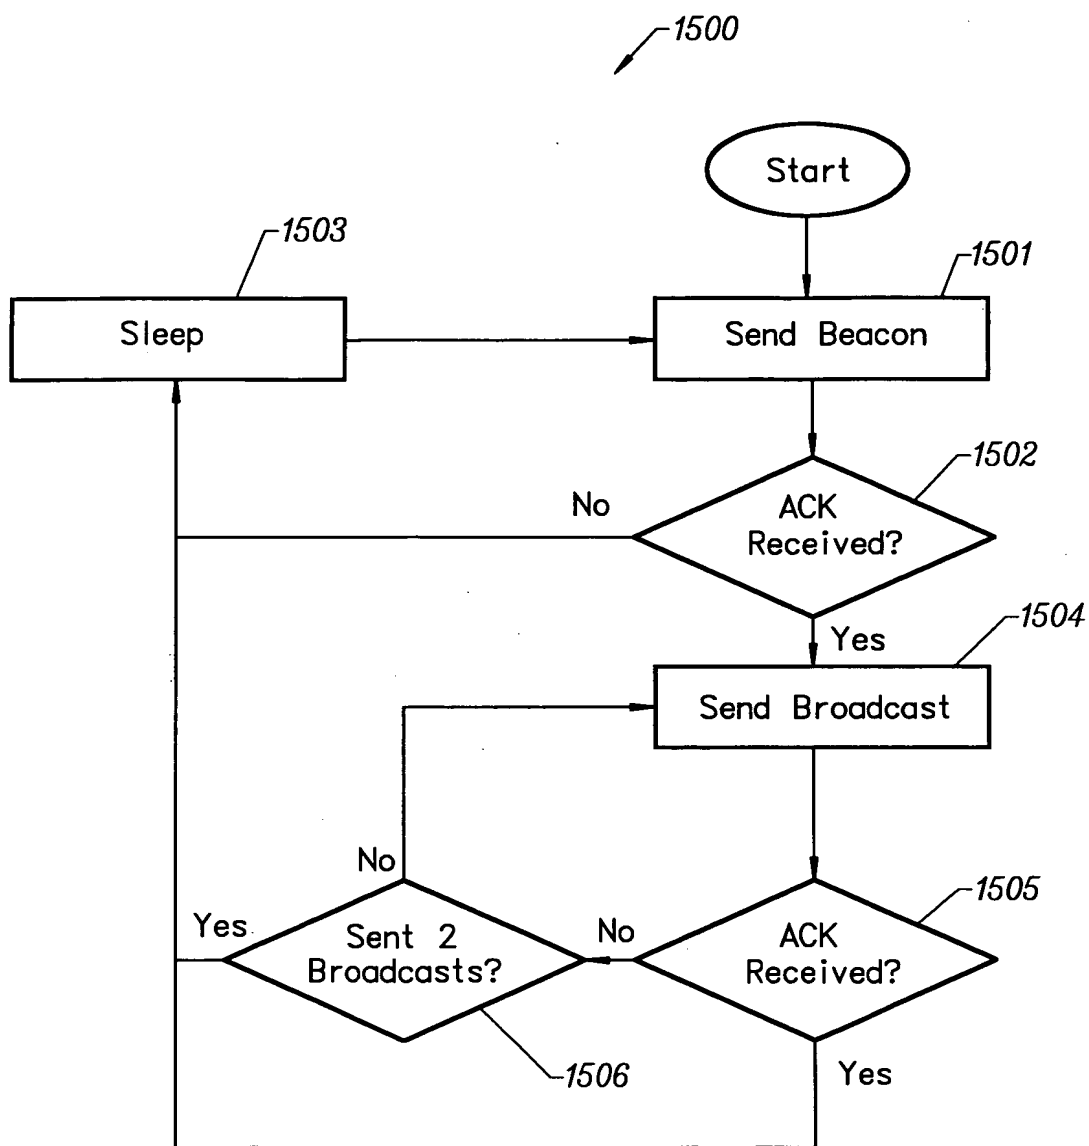 1500
Start
1503
1501
Sleep
Send Beacon
1502
No
ACK
Received?
1504
Yes
Send Broadcast
No
1505
Yes
Sent 2
Broadcasts?
No
ACK
Received?
1506
Yes